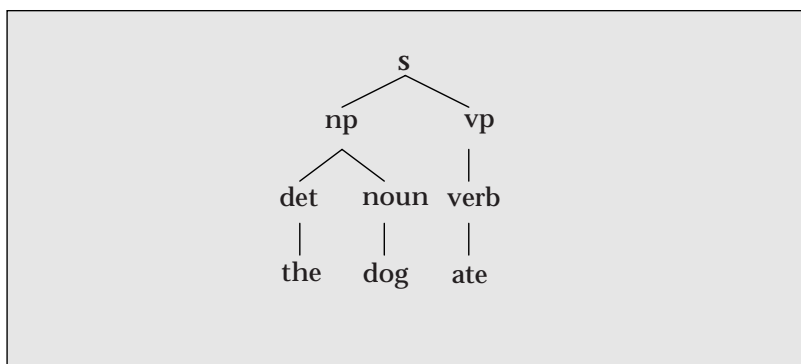 s
np vp
det noun verb
the dog ate